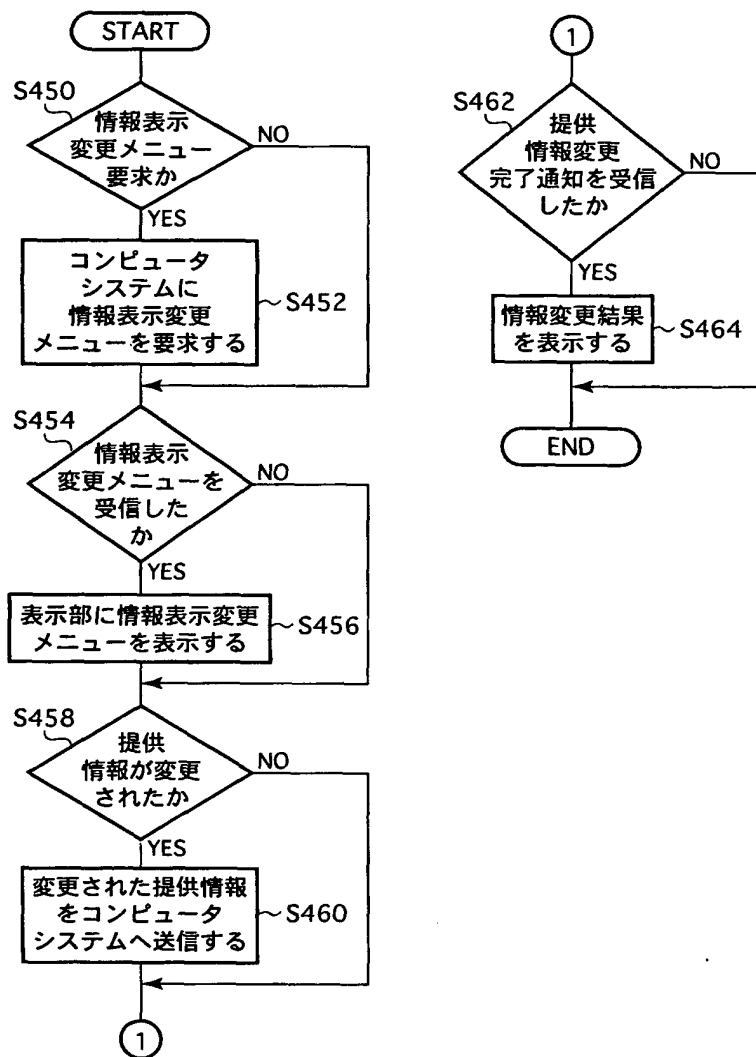 START
S450
情報表示
変更メニュー
要求か
NO
YES
コンピュータ
システムに
情報表示変更
メニューを要求する
S452
S454
情報表示
変更メニューを
受信した
か
NO
YES
表示部に情報表示変更
メニューを表示する
S456
S458
提供
情報が変更
されたか
NO
YES
変更された提供情報
をコンピュータ
システムへ送信する
S460
1
1
S462
提供
情報変更
完了通知を受信
したか
NO
YES
情報変更結果
を表示する
S464
END